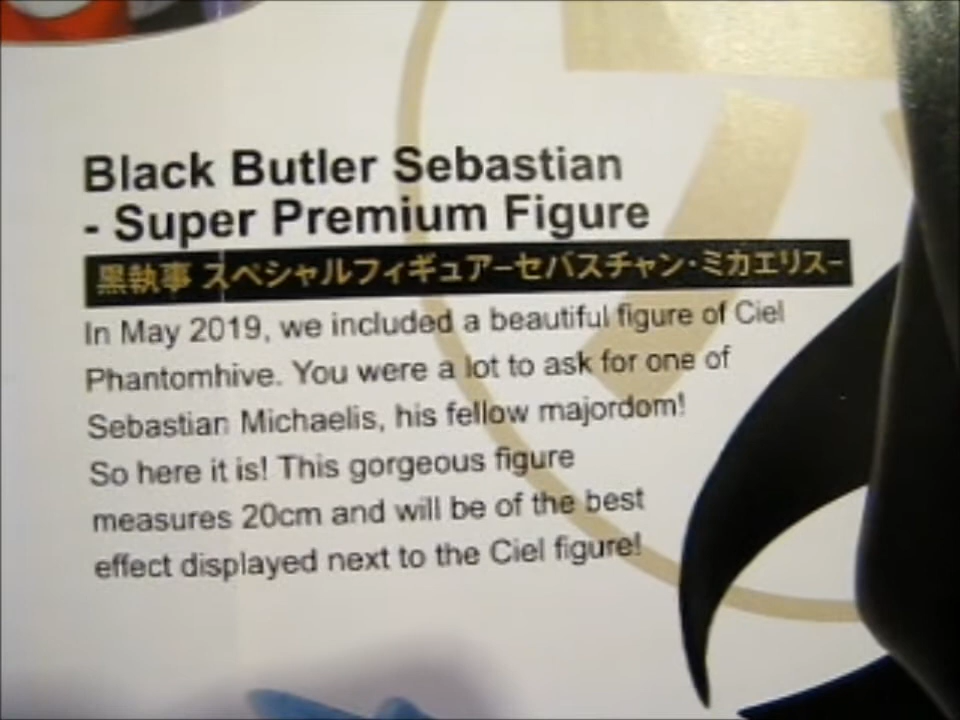 Black Butler Sebastian
- Super Premium Figure
黒執事 スペシャルフィギュアーセバスチャン・ミカエリスー
In May 2019, we included a beautiful figure of Ciel
Phantomhive. You were a lot to ask for one of
Sebastian Michaelis, his fellow majordom!
So here it is! This gorgeous figure
measures 20cm and will be of the best
effect displayed next to the Ciel figure!